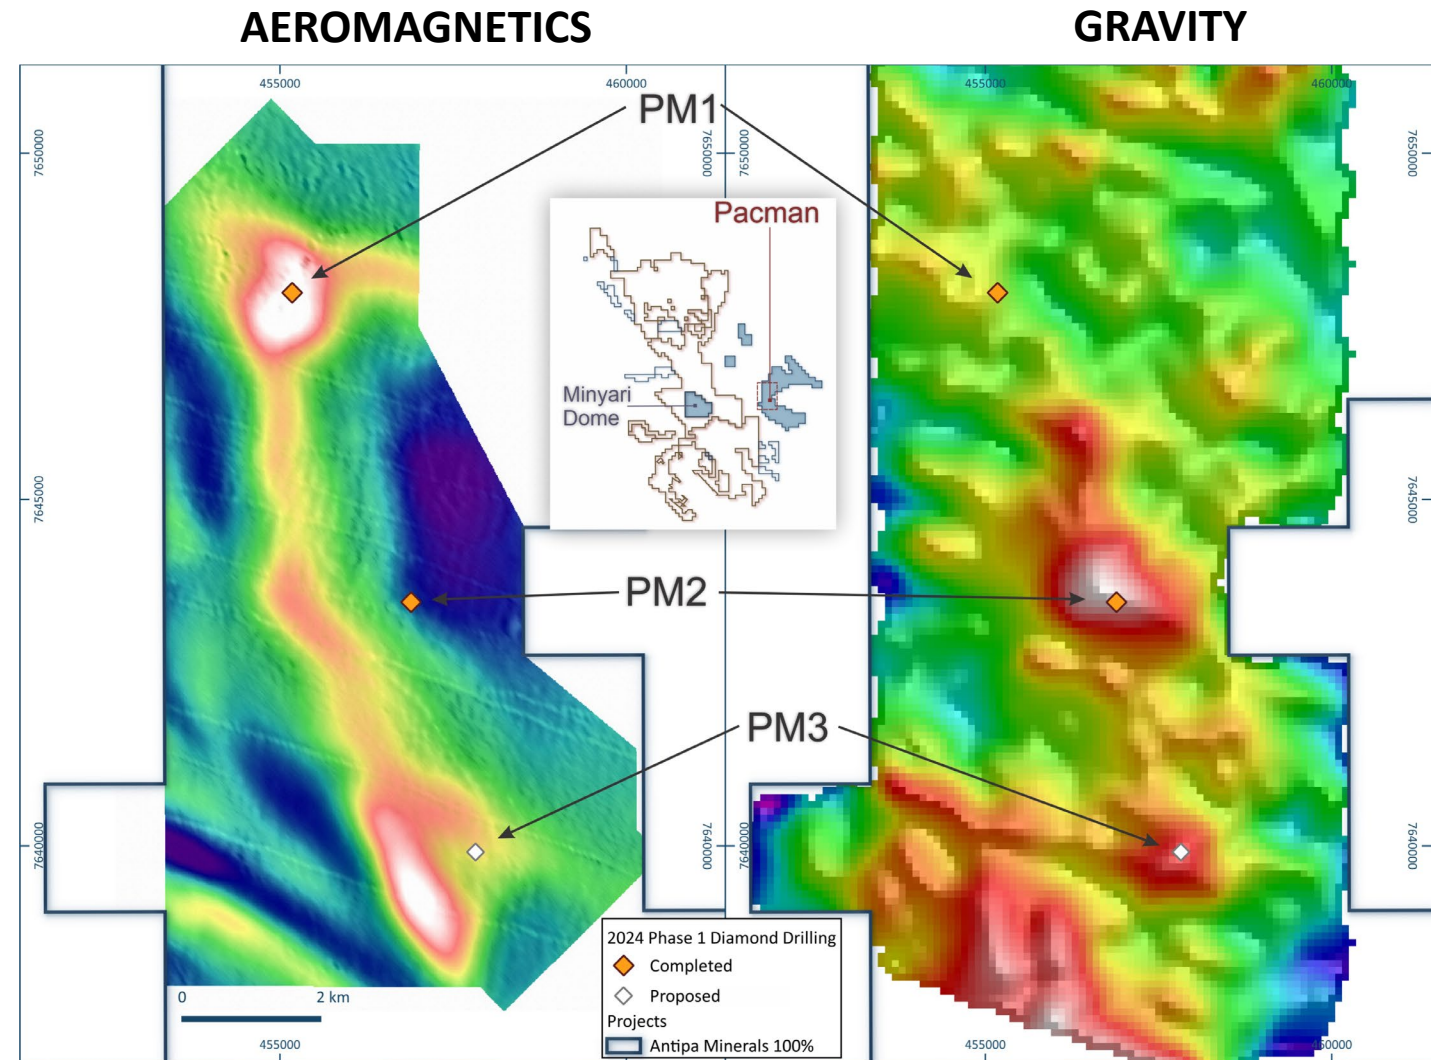 AEROMAGNETICS
GRAVITY
455000
460000
455000
460000
PM1
7650000
7650000
7650000
7650000
Pacman
Minyari
Dome
7645000
7645000
PM2
PM3
7640000
7640000
7640000
7640000
2024 Phase 1 Diamond Drilling
Completed
Proposed
Projects
Antipa Minerals 100%
0
2 km
455000
455000
460000